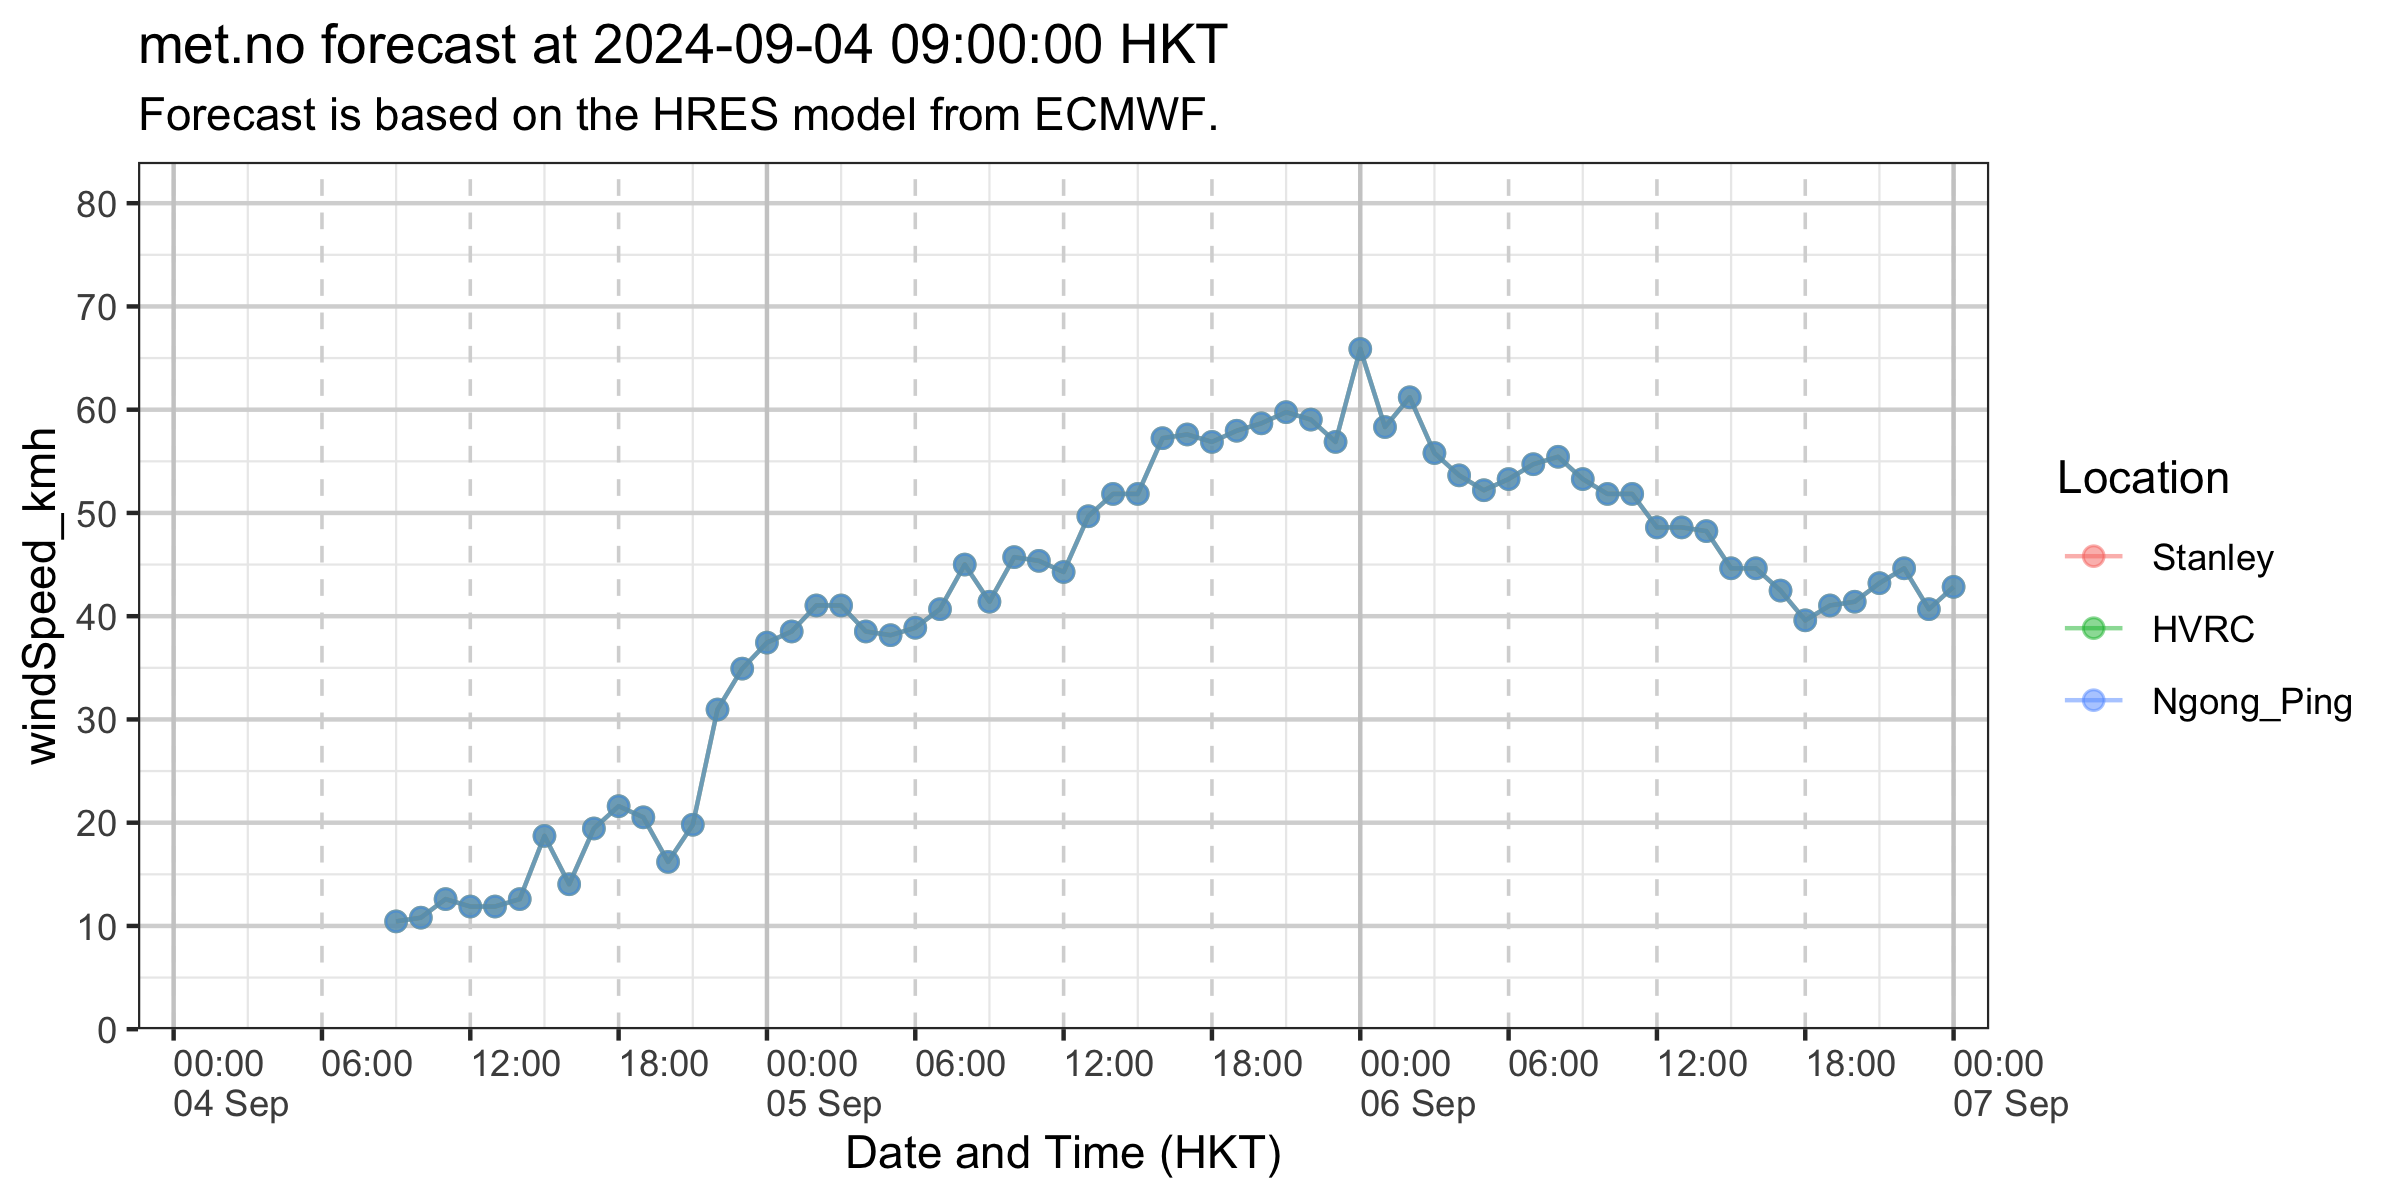 met.no forecast at 2024-09-04 09:00:00 HKT
Forecast is based on the HRES model from ECMWF.
windSpeed_kmh
80
70
60
50
40
30
20
10
0
00:00 06:00 12:00 18:00 00:00 06:00 12:00 18:00 00:00 06:00 12:00 18:00 00:00
04 Sep 05 Sep 06 Sep 07 Sep
Date and Time (HKT)
Location
Stanley
HVRC
Ngong_Ping